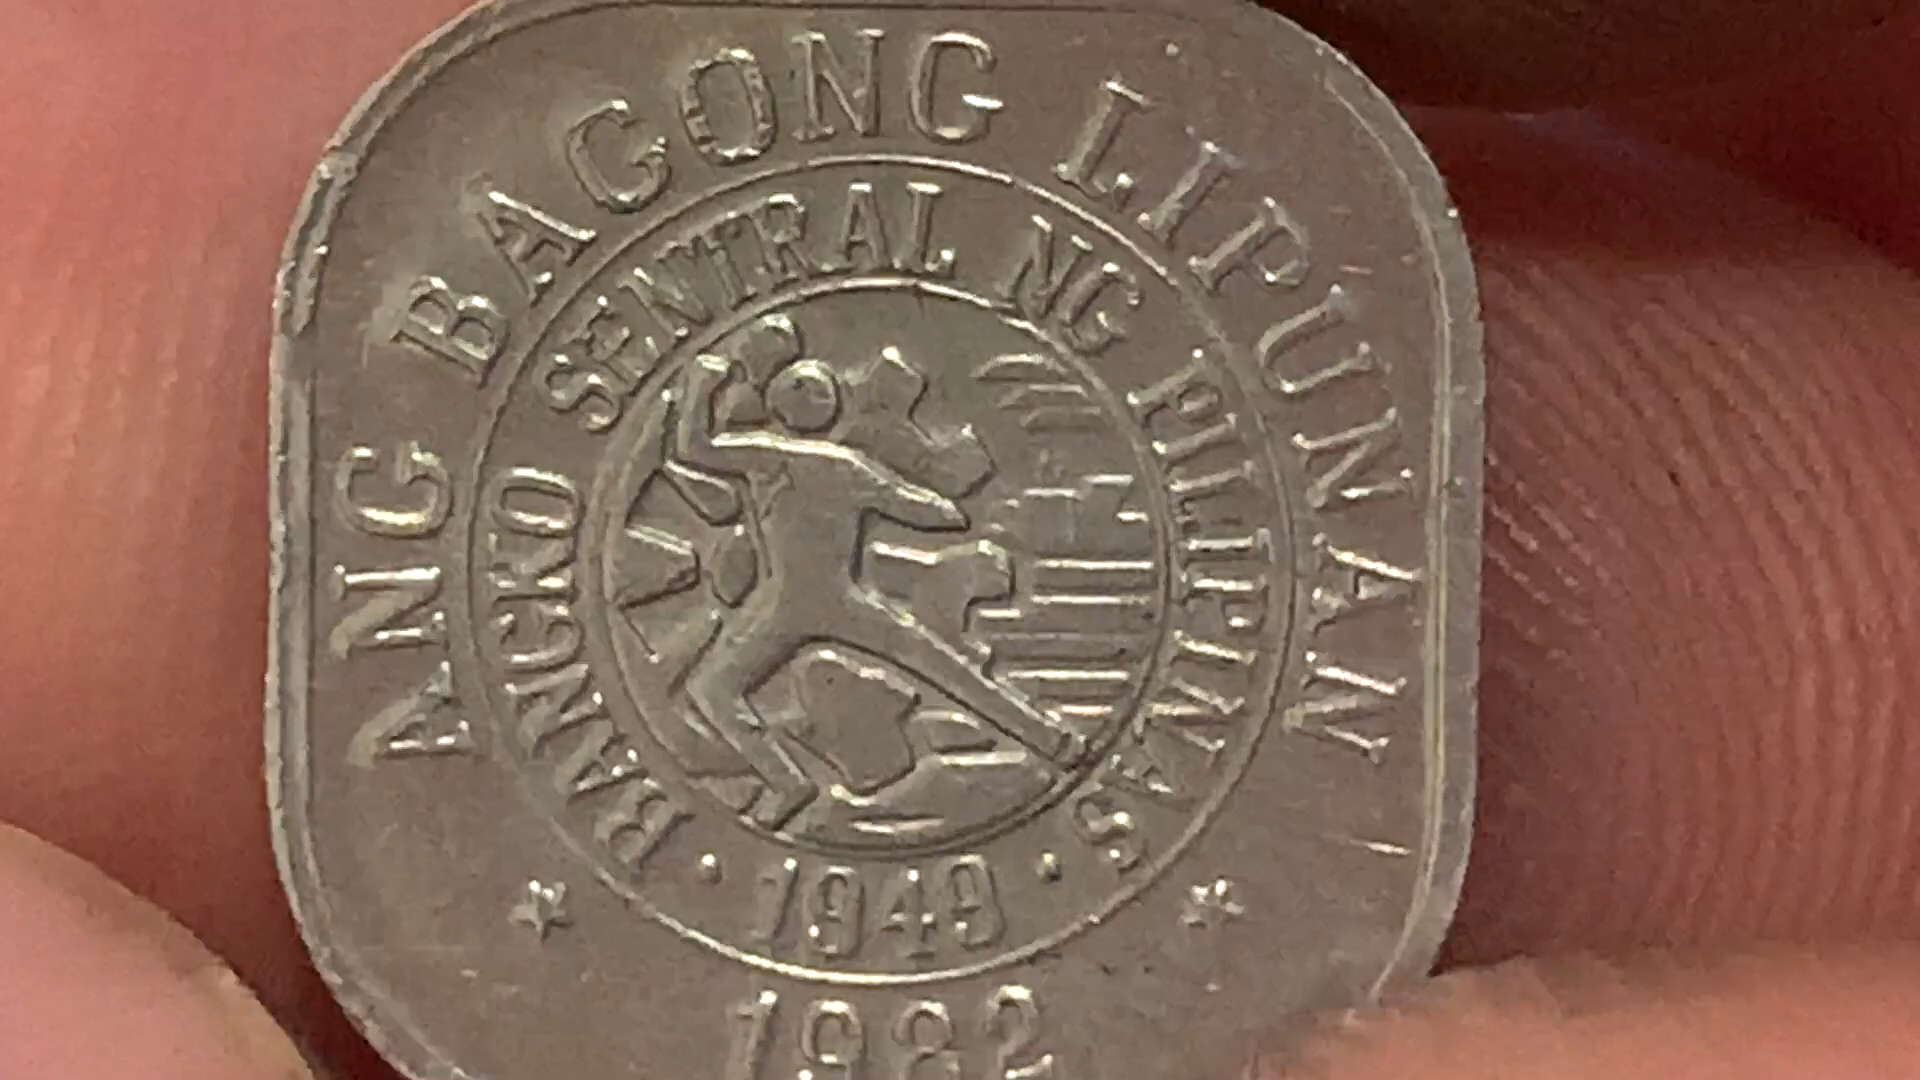 ANG BAGONG LIPUNAN
BANGKO SENTRAL NG PILIPINAS
· 1949 ·
1982